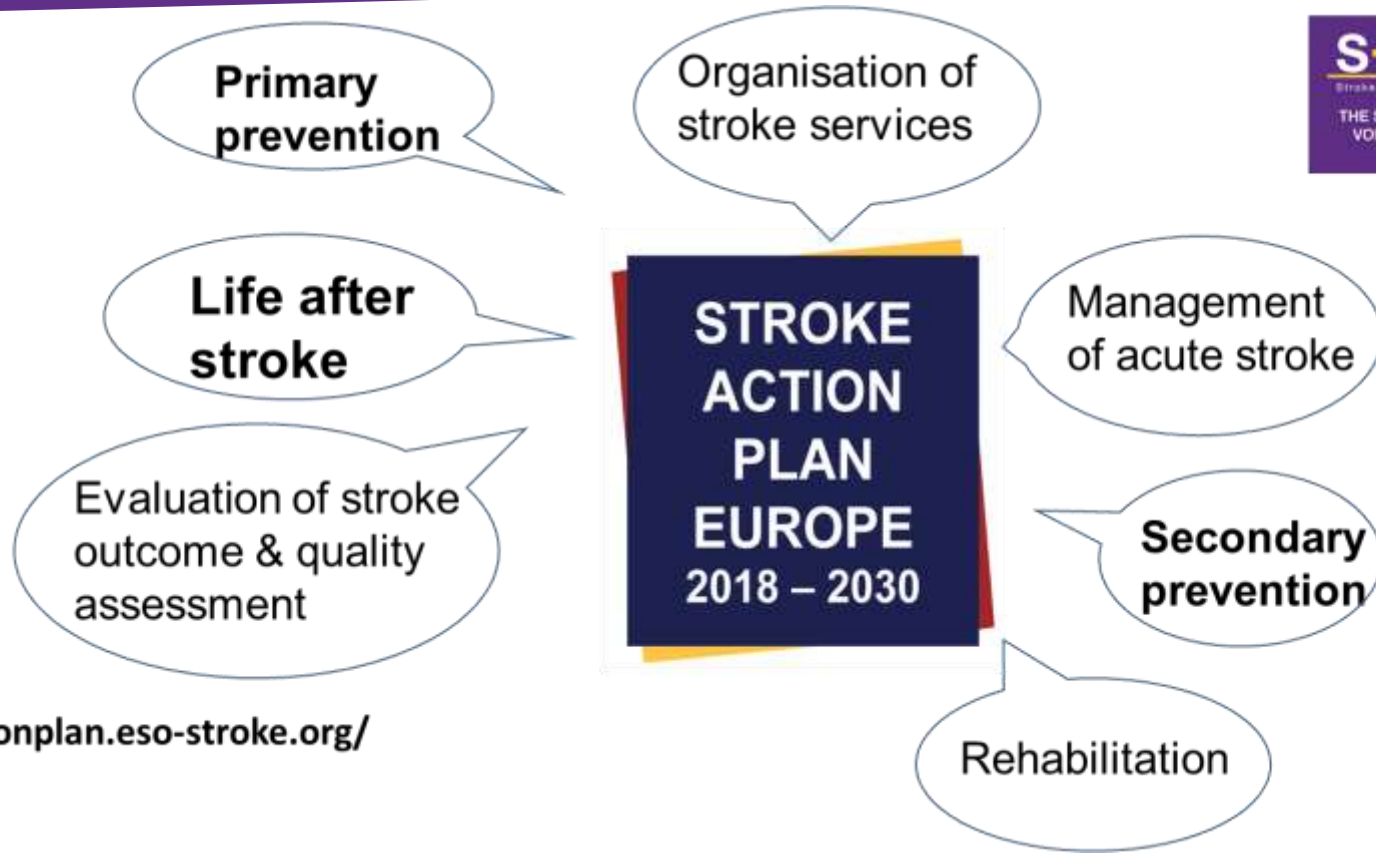 Primary
prevention
Organisation of
stroke services
THE
Life after
stroke
STROKE
ACTION
PLAN
EUROPE
2018 – 2030
Management
of acute stroke
Evaluation of stroke
outcome & quality
assessment
Secondary
prevention
onplan.eso-stroke.org/
Rehabilitation